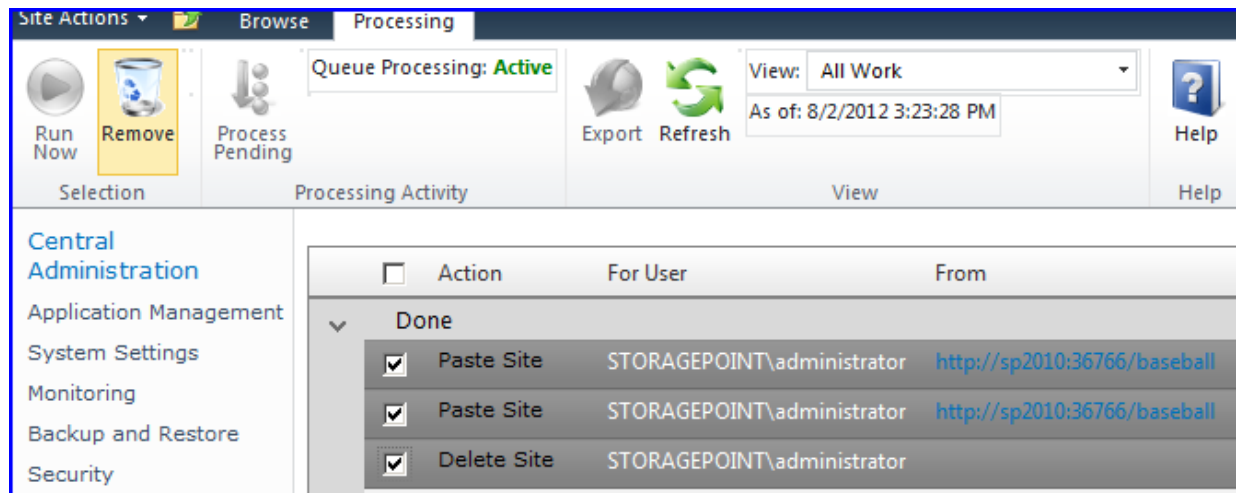 Site Actions Browse Processing
Queue Processing: Active
View: All Work
As of: 8/2/2012 3:23:28 PM
Run Now
Remove
Process Pending
Export
Refresh
Help
Selection
Processing Activity
View
Help
Central
Administration
Application Management
System Settings
Monitoring
Backup and Restore
Security
Action For User From
Done
Paste Site STORAGEPOINT\administrator http://sp2010:36766/baseball
Paste Site STORAGEPOINT\administrator http://sp2010:36766/baseball
Delete Site STORAGEPOINT\administrator